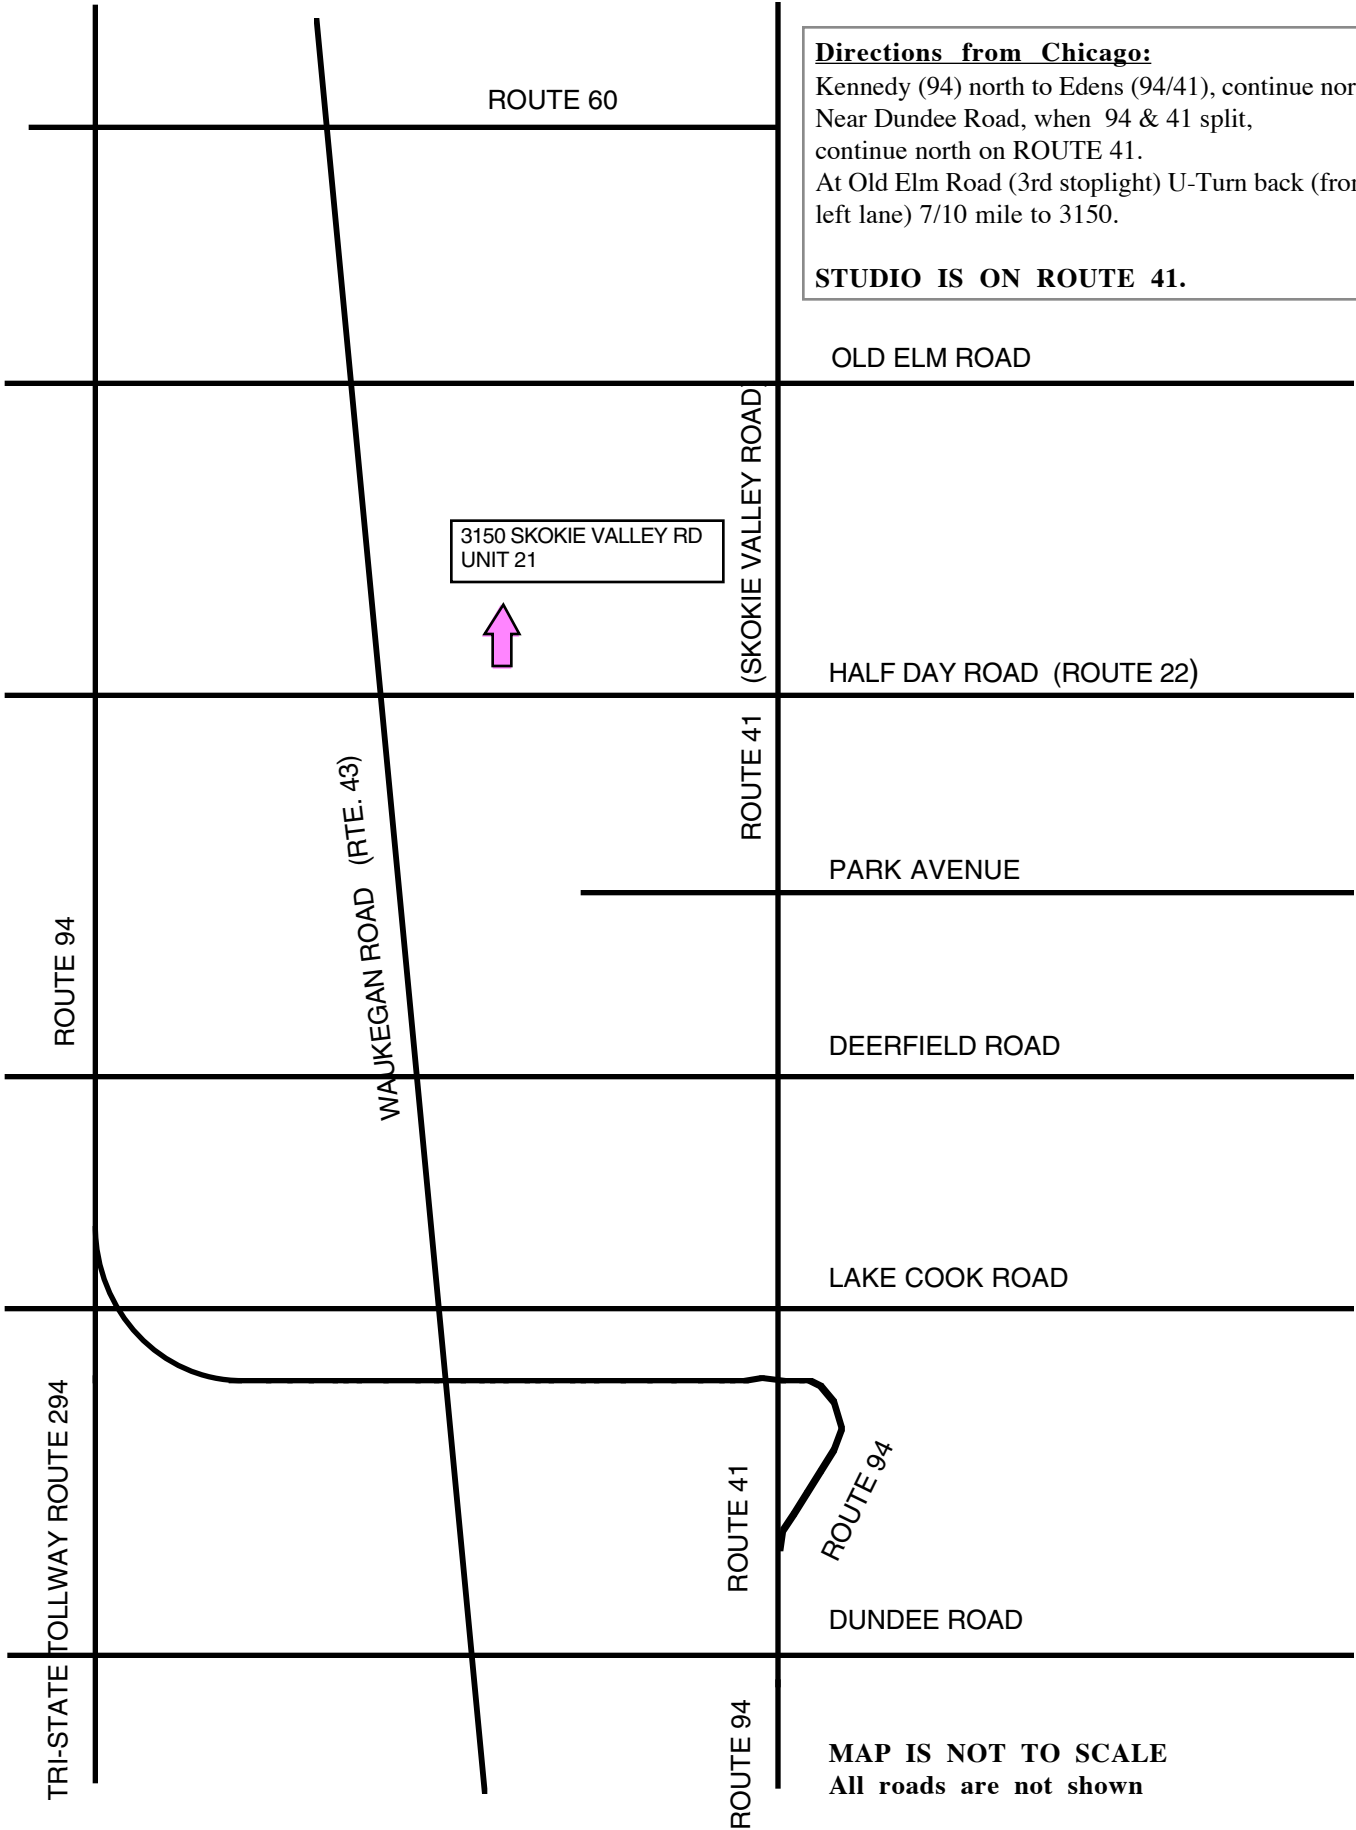 Directions from Chicago:
Kennedy (94) north to Edens (94/41), continue nor
Near Dundee Road, when 94 & 41 split,
continue north on ROUTE 41.
At Old Elm Road (3rd stoplight) U-Turn back (fron
left lane) 7/10 mile to 3150.
STUDIO IS ON ROUTE 41.
ROUTE 60
OLD ELM ROAD
(SKOKIE VALLEY ROAD)
3150 SKOKIE VALLEY RD
UNIT 21
HALF DAY ROAD (ROUTE 22)
ROUTE 41
WAUKEGAN ROAD (RTE. 43)
PARK AVENUE
ROUTE 94
DEERFIELD ROAD
LAKE COOK ROAD
TRI-STATE TOLLWAY ROUTE 294
ROUTE 41
ROUTE 94
DUNDEE ROAD
ROUTE 94
MAP IS NOT TO SCALE
All roads are not shown